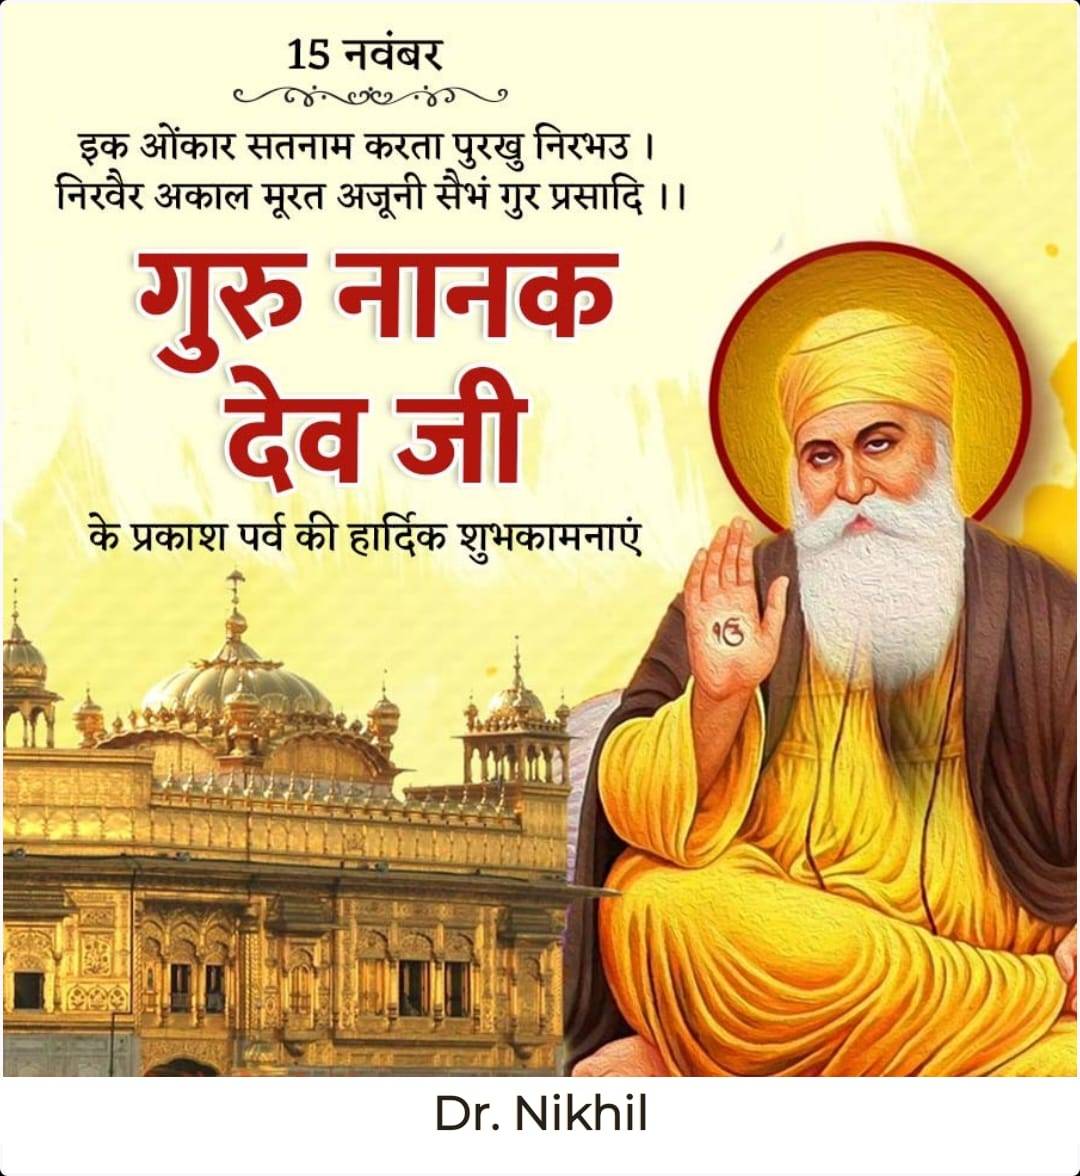 15 नवंबर
इक ओंकार सतनाम करता पुरखु निरभउ ।
निरवैर अकाल मूरत अजूनी सैभं गुर प्रसादि ।।
गुरु नानक
देव जी
के प्रकाश पर्व की हार्दिक शुभकामनाएं
ੴ
Dr. Nikhil